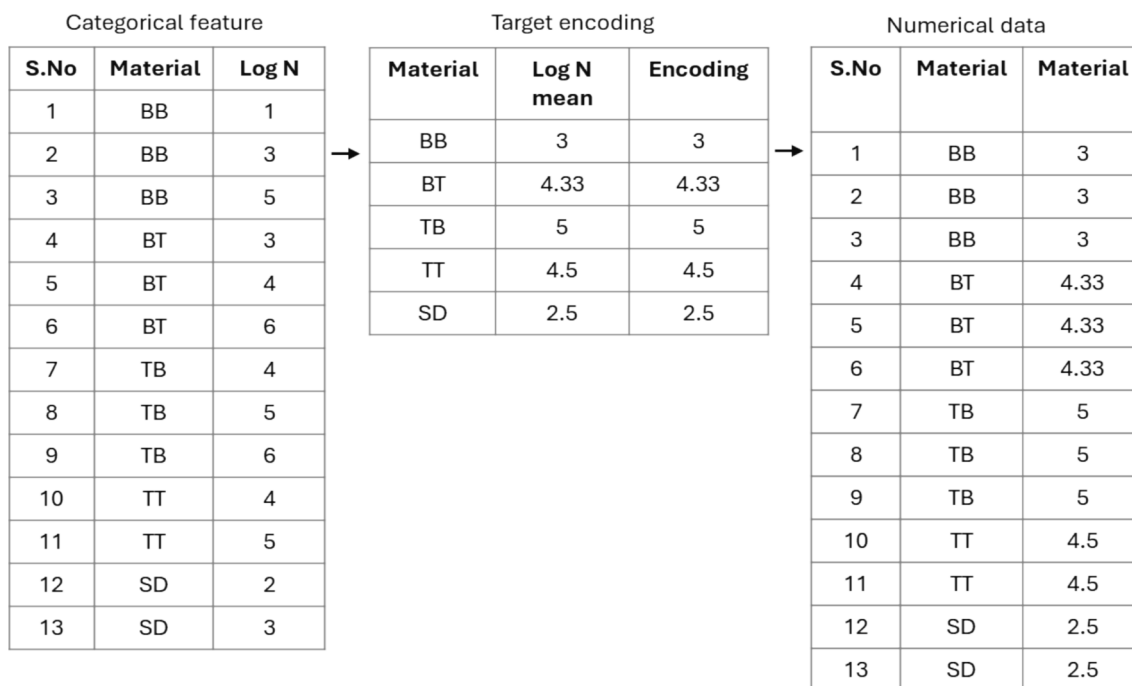 Categorical feature
S.No Material Log N
1 BB 1
2 BB 3
3 BB 5
4 BT 3
5 BT 4
6 BT 6
7 TB 4
8 TB 5
9 TB 6
10 TT 4
11 TT 5
12 SD 2
13 SD 3
Target encoding
Material Log N mean Encoding
BB 3 3
BT 4.33 4.33
TB 5 5
TT 4.5 4.5
SD 2.5 2.5
Numerical data
S.No Material Material
1 BB 3
2 BB 3
3 BB 3
4 BT 4.33
5 BT 4.33
6 BT 4.33
7 TB 5
8 TB 5
9 TB 5
10 TT 4.5
11 TT 4.5
12 SD 2.5
13 SD 2.5